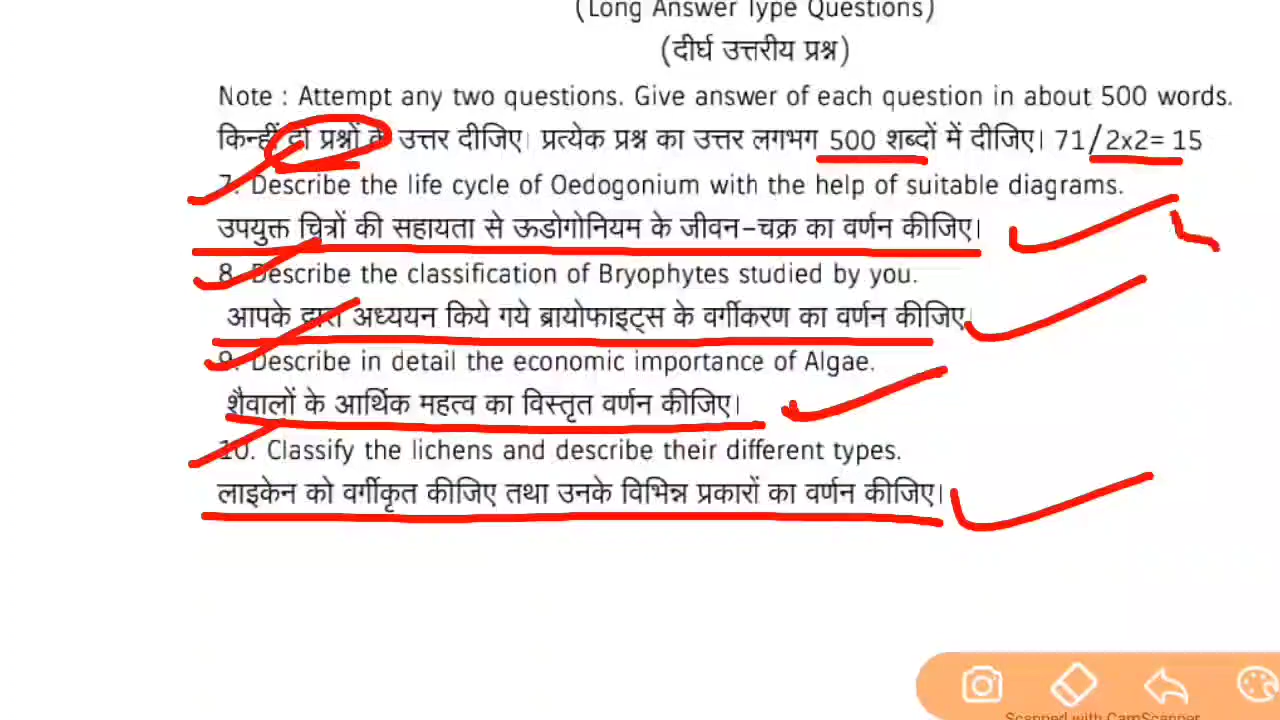 (Long Answer Type Questions)
(दीर्घ उत्तरीय प्रश्न)
Note : Attempt any two questions. Give answer of each question in about 500 words.
किन्हीं दो प्रश्नों के उत्तर दीजिए। प्रत्येक प्रश्न का उत्तर लगभग 500 शब्दों में दीजिए। 71/2x2= 15
7. Describe the life cycle of Oedogonium with the help of suitable diagrams.
उपयुक्त चित्रों की सहायता से ऊडोगोनियम के जीवन-चक्र का वर्णन कीजिए।
8. Describe the classification of Bryophytes studied by you.
आपके द्वारा अध्ययन किये गये ब्रायोफाइट्स के वर्गीकरण का वर्णन कीजिए।
9. Describe in detail the economic importance of Algae.
शैवालों के आर्थिक महत्व का विस्तृत वर्णन कीजिए।
10. Classify the lichens and describe their different types.
लाइकेन को वर्गीकृत कीजिए तथा उनके विभिन्न प्रकारों का वर्णन कीजिए।
Scanned with CamScanner